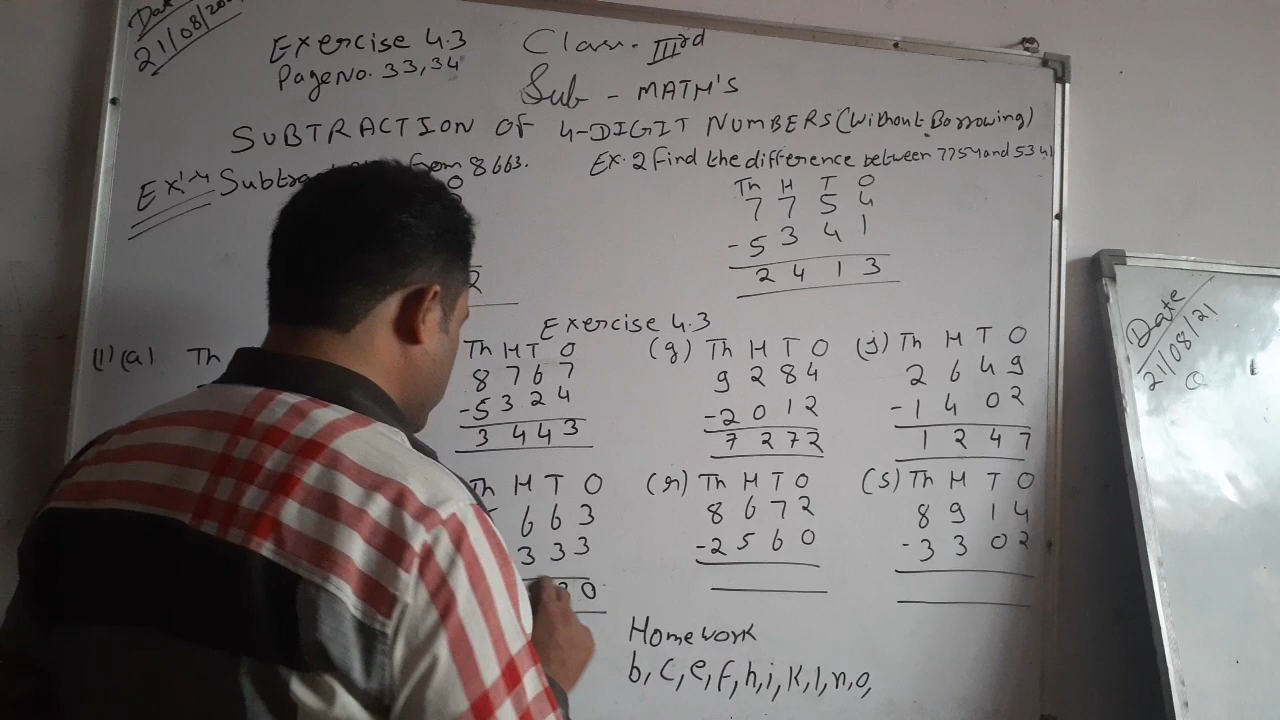 Date
21/08/20
Exercise 4.3
Page No. 33,34
Class - IIIrd
Sub - MATH'S
SUBTRACTION OF 4-DIGIT NUMBERS (Without Borrowing)
from 8663.
Ex. 2 Find the difference between 7754 and 5341
O
Th H T O
7 7 5 4
- 5 3 4 1
2 4 1 3
2
Exercise 4.3
(1) (a) Th
Th H T O
8 7 6 7
- 5 3 2 4
3 4 4 3
(g) Th H T O
9 2 8 4
- 2 0 1 2
7 2 7 2
(j) Th H T O
2 6 4 9
- 1 4 0 2
1 2 4 7
Th H T O
6 6 3
3 3 3
0
(r) Th H T O
8 6 7 2
- 2 5 6 0
(s) Th H T O
8 9 1 4
- 3 3 0 2
Homework
b, c, e, f, h, i, k, l, n, o,
Date
21/08/21